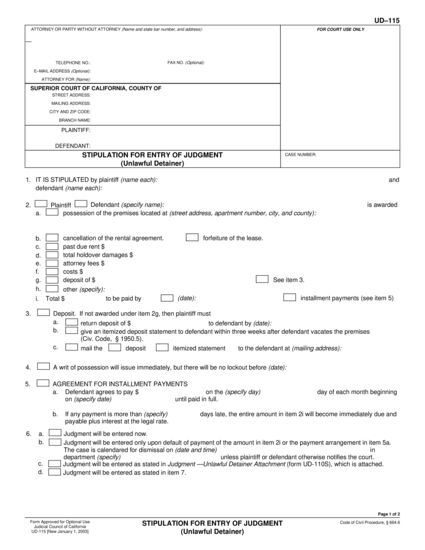 UD–115
ATTORNEY OR PARTY WITHOUT ATTORNEY (Name and state bar number, and address):
FOR COURT USE ONLY
TELEPHONE NO.:
FAX NO. (Optional):
E–MAIL ADDRESS (Optional):
ATTORNEY FOR (Name):
SUPERIOR COURT OF CALIFORNIA, COUNTY OF
STREET ADDRESS:
MAILING ADDRESS:
CITY AND ZIP CODE:
BRANCH NAME:
PLAINTIFF:
DEFENDANT:
STIPULATION FOR ENTRY OF JUDGMENT
(Unlawful Detainer)
CASE NUMBER:
1. IT IS STIPULATED by plaintiff (name each): and
defendant (name each):
2. Plaintiff Defendant (specify name): is awarded
a. possession of the premises located at (street address, apartment number, city, and county):
b. cancellation of the rental agreement. forfeiture of the lease.
c. past due rent $
d. total holdover damages $
e. attorney fees $
f. costs $
g. deposit of $ See item 3.
h. other (specify):
i. Total $ to be paid by (date): installment payments (see item 5)
3. Deposit. If not awarded under item 2g, then plaintiff must
a. return deposit of $ to defendant by (date):
b. give an itemized deposit statement to defendant within three weeks after defendant vacates the premises
(Civ. Code, § 1950.5).
c. mail the deposit itemized statement to the defendant at (mailing address):
4. A writ of possession will issue immediately, but there will be no lockout before (date):
5. AGREEMENT FOR INSTALLMENT PAYMENTS
a. Defendant agrees to pay $ on the (specify day) day of each month beginning
on (specify date) until paid in full.
b. If any payment is more than (specify) days late, the entire amount in item 2i will become immediately due and
payable plus interest at the legal rate.
6. a. Judgment will be entered now.
b. Judgment will be entered only upon default of payment of the amount in item 2i or the payment arrangement in item 5a.
The case is calendared for dismissal on (date and time) in
department (specify) unless plaintiff or defendant otherwise notifies the court.
c. Judgment will be entered as stated in Judgment —Unlawful Detainer Attachment (form UD-110S), which is attached.
d. Judgment will be entered as stated in item 7.
Page 1 of 2
Form Approved for Optional Use
Judicial Council of California
UD-115 [New January 1, 2003]
STIPULATION FOR ENTRY OF JUDGMENT
(Unlawful Detainer)
Code of Civil Procedure, § 664.6